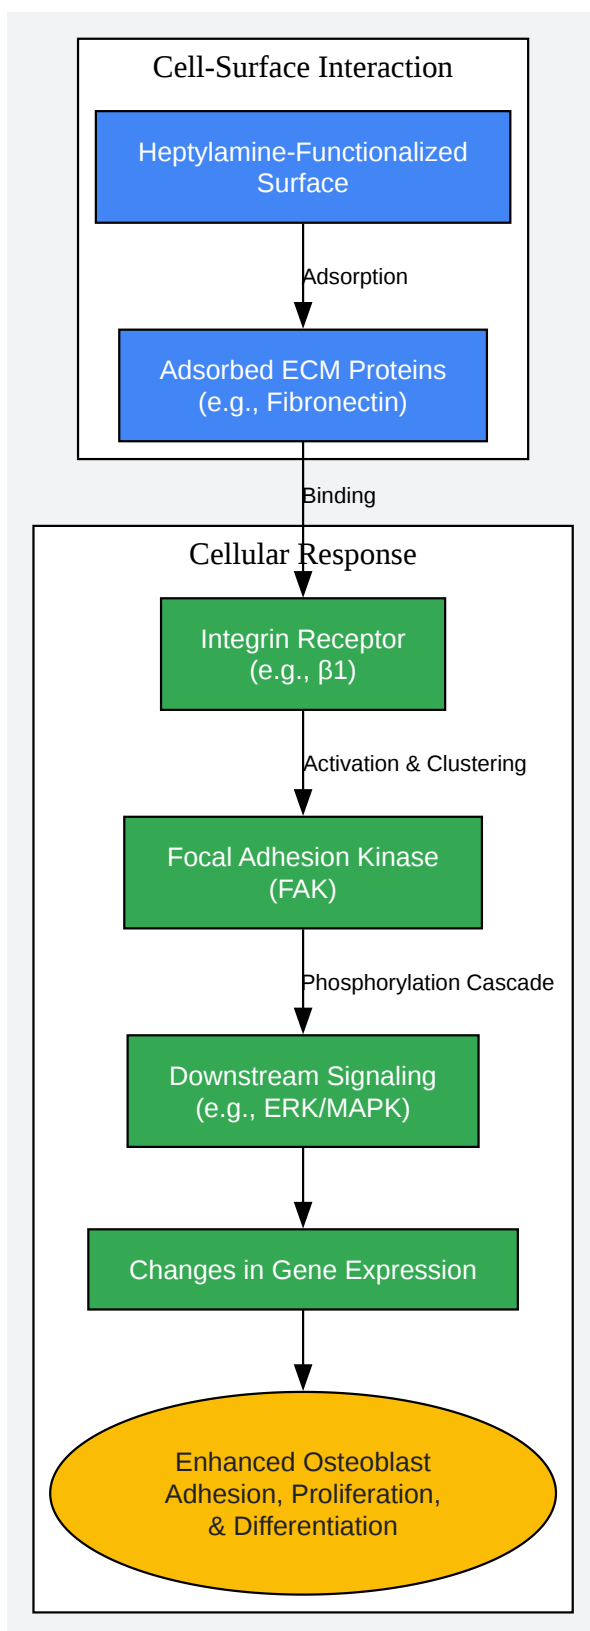 Cell-Surface Interaction
Heptylamine-Functionalized
Surface
Adsorption
Adsorbed ECM Proteins
(e.g., Fibronectin)
Binding
Cellular Response
Integrin Receptor
(e.g., β1)
Activation & Clustering
Focal Adhesion Kinase
(FAK)
Phosphorylation Cascade
Downstream Signaling
(e.g., ERK/MAPK)
Changes in Gene Expression
Enhanced Osteoblast
Adhesion, Proliferation,
& Differentiation